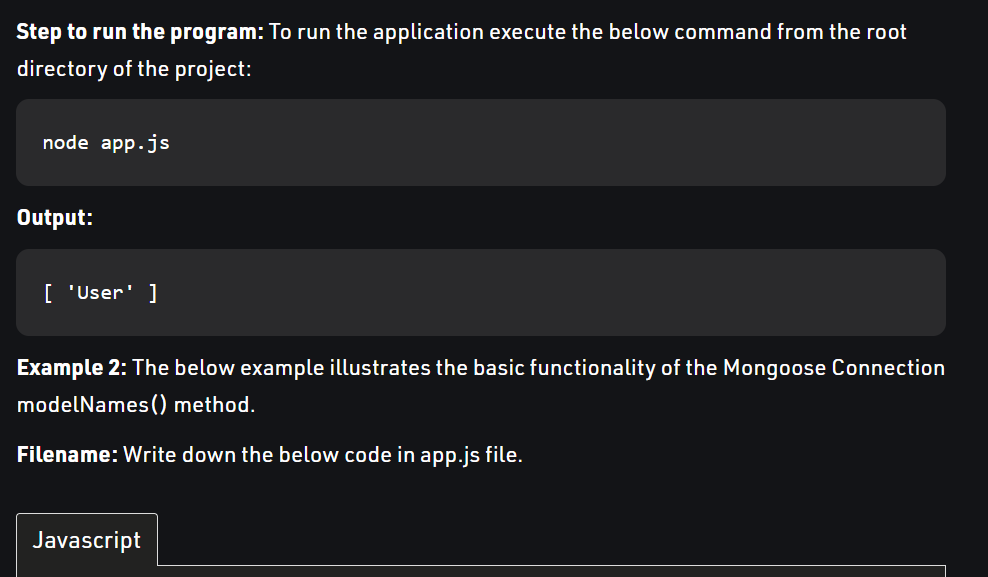 Step to run the program: To run the application execute the below command from the root
directory of the project:
node app.js
Output:
[ 'User' ]
Example 2: The below example illustrates the basic functionality of the Mongoose Connection
modelNames() method.
Filename: Write down the below code in app.js file.
Javascript